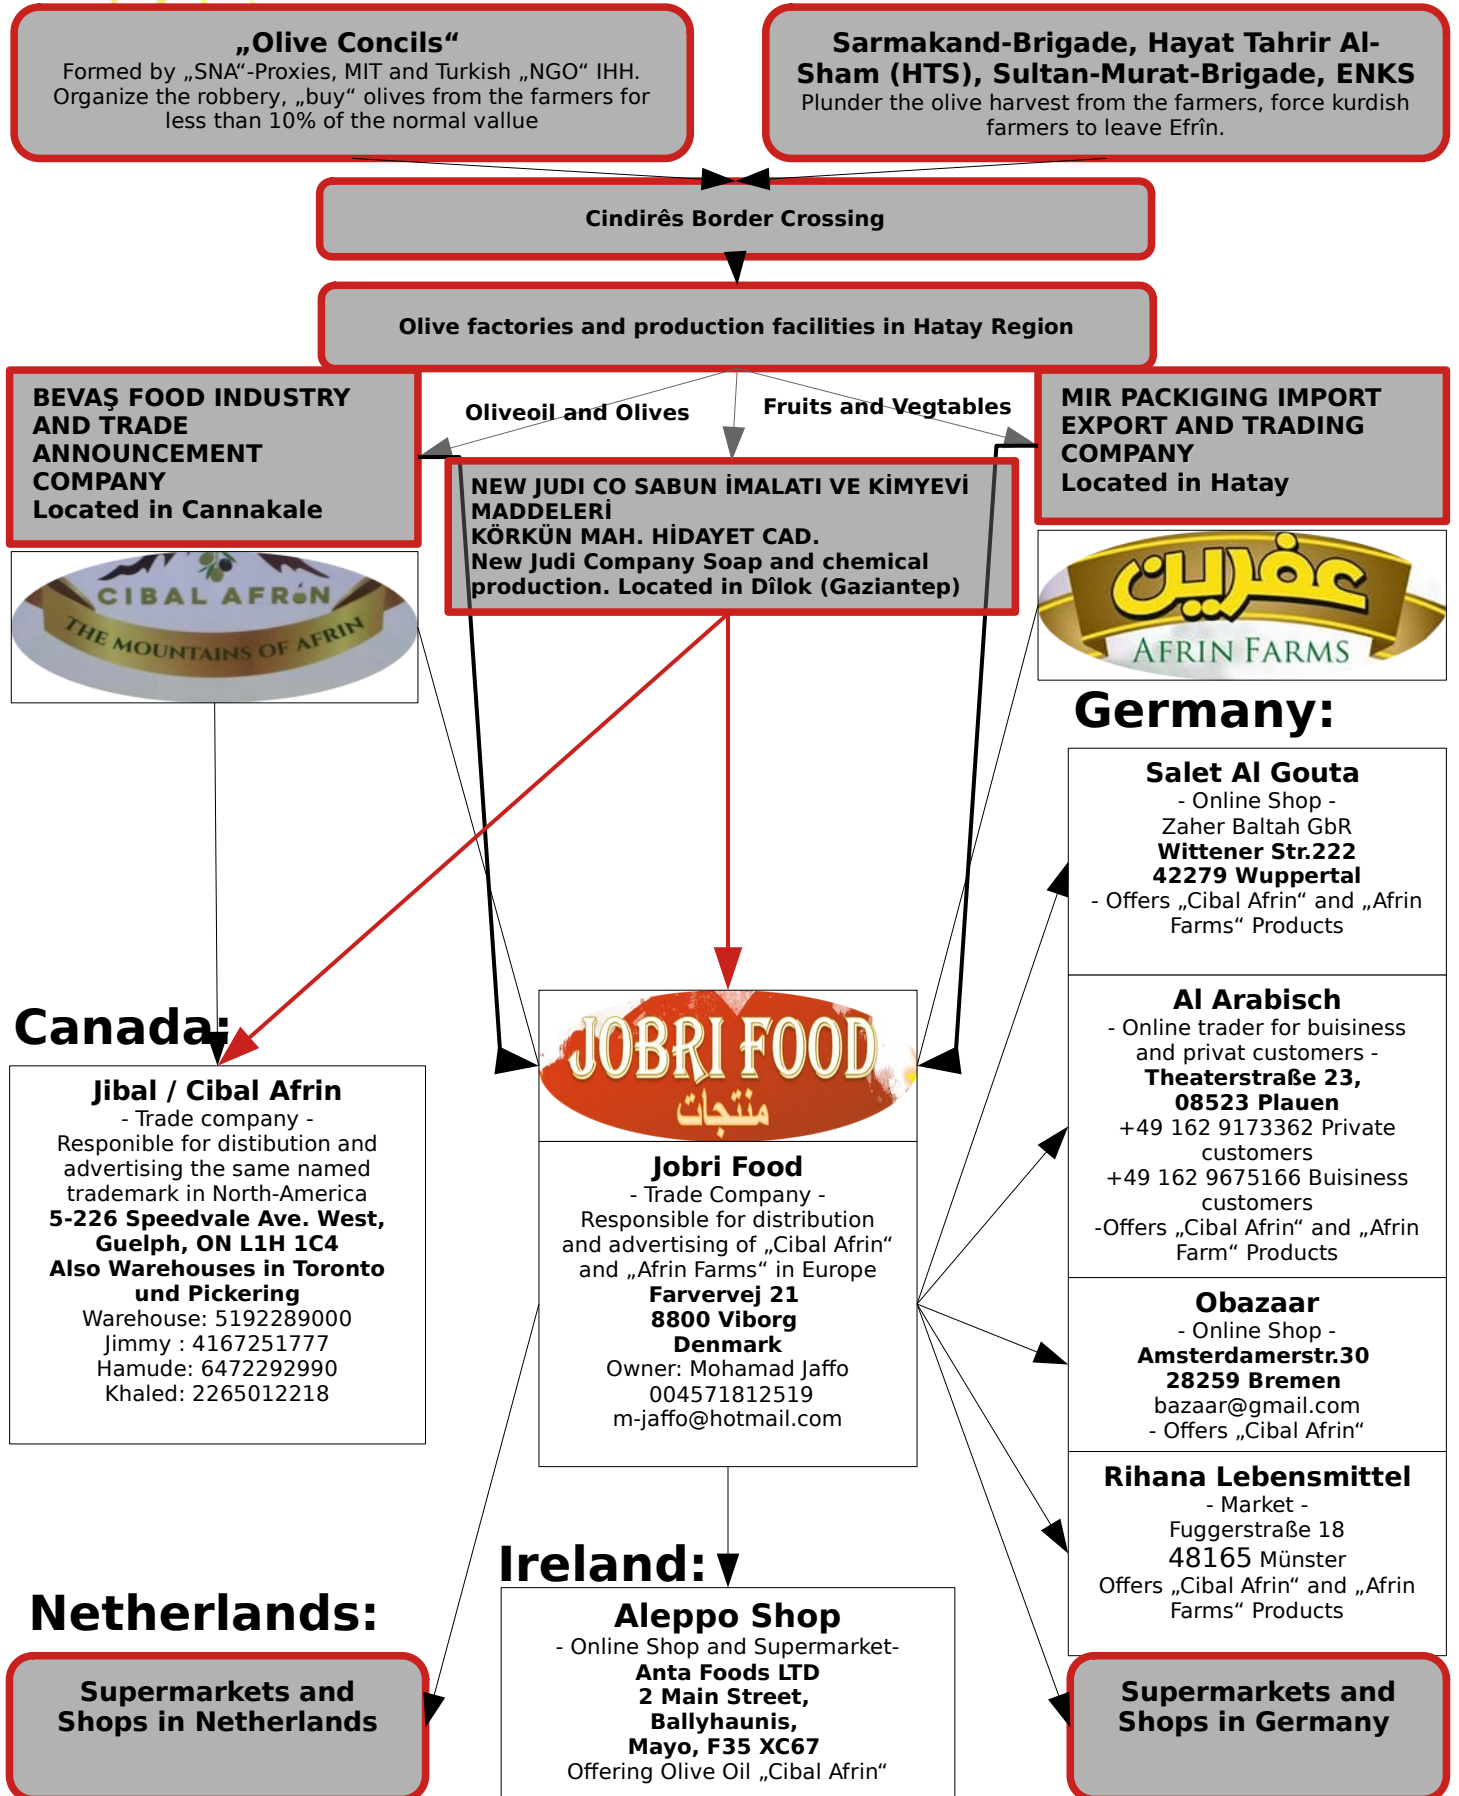 „Olive Concils“
Formed by „SNA“-Proxies, MIT and Turkish „NGO“ IHH.
Organize the robbery, „buy“ olives from the farmers for
less than 10% of the normal vallue
Sarmakand-Brigade, Hayat Tahrir Al-
Sham (HTS), Sultan-Murat-Brigade, ENKS
Plunder the olive harvest from the farmers, force kurdish
farmers to leave Efrîn.
Cindirês Border Crossing
Olive factories and production facilities in Hatay Region
BEVAŞ FOOD INDUSTRY
AND TRADE
ANNOUNCEMENT
COMPANY
Located in Cannakale
Oliveoil and Olives
Fruits and Vegtables
MIR PACKIGING IMPORT
EXPORT AND TRADING
COMPANY
Located in Hatay
NEW JUDI CO SABUN İMALATI VE KİMYEVİ
MADDELERİ
KÖRKÜN MAH. HİDAYET CAD.
New Judi Company Soap and chemical
production. Located in Dîlok (Gaziantep)
CIBAL AFRIN
THE MOUNTAINS OF AFRIN
عفرين
AFRIN FARMS
Germany:
Salet Al Gouta
- Online Shop -
Zaher Baltah GbR
Wittener Str.222
42279 Wuppertal
- Offers „Cibal Afrin“ and „Afrin
Farms“ Products
Al Arabisch
- Online trader for buisiness
and privat customers -
Theaterstraße 23,
08523 Plauen
+49 162 9173362 Private
customers
+49 162 9675166 Buisiness
customers
-Offers „Cibal Afrin“ and „Afrin
Farm“ Products
Obazaar
- Online Shop -
Amsterdamerstr.30
28259 Bremen
bazaar@gmail.com
- Offers „Cibal Afrin“
Rihana Lebensmittel
- Market -
Fuggerstraße 18
48165 Münster
Offers „Cibal Afrin“ and „Afrin
Farms“ Products
Supermarkets and
Shops in Germany
Canada:
Jibal / Cibal Afrin
- Trade company -
Responible for distibution and
advertising the same named
trademark in North-America
5-226 Speedvale Ave. West,
Guelph, ON L1H 1C4
Also Warehouses in Toronto
und Pickering
Warehouse: 5192289000
Jimmy : 4167251777
Hamude: 6472292990
Khaled: 2265012218
JOBRI FOOD
منتجات
Jobri Food
- Trade Company -
Responsible for distribution
and advertising of „Cibal Afrin“
and „Afrin Farms“ in Europe
Farvervej 21
8800 Viborg
Denmark
Owner: Mohamad Jaffo
004571812519
m-jaffo@hotmail.com
Ireland:
Aleppo Shop
- Online Shop and Supermarket-
Anta Foods LTD
2 Main Street,
Ballyhaunis,
Mayo, F35 XC67
Offering Olive Oil „Cibal Afrin“
Netherlands:
Supermarkets and
Shops in Netherlands